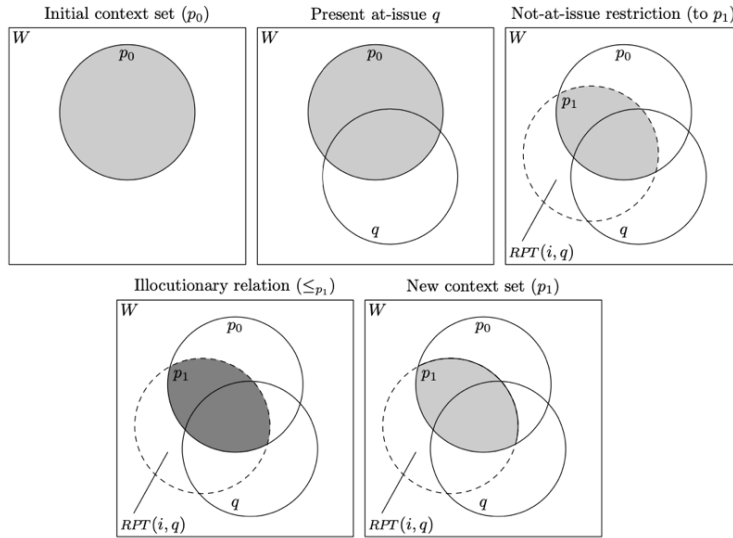 Initial context set (p₀)
W
p₀
Present at-issue q
W
p₀
q
Not-at-issue restriction (to p₁)
W
p₀
p₁
q
RPT(i, q)
Illocutionary relation (≤p₁)
W
p₀
p₁
q
RPT(i, q)
New context set (p₁)
W
p₀
p₁
q
RPT(i, q)